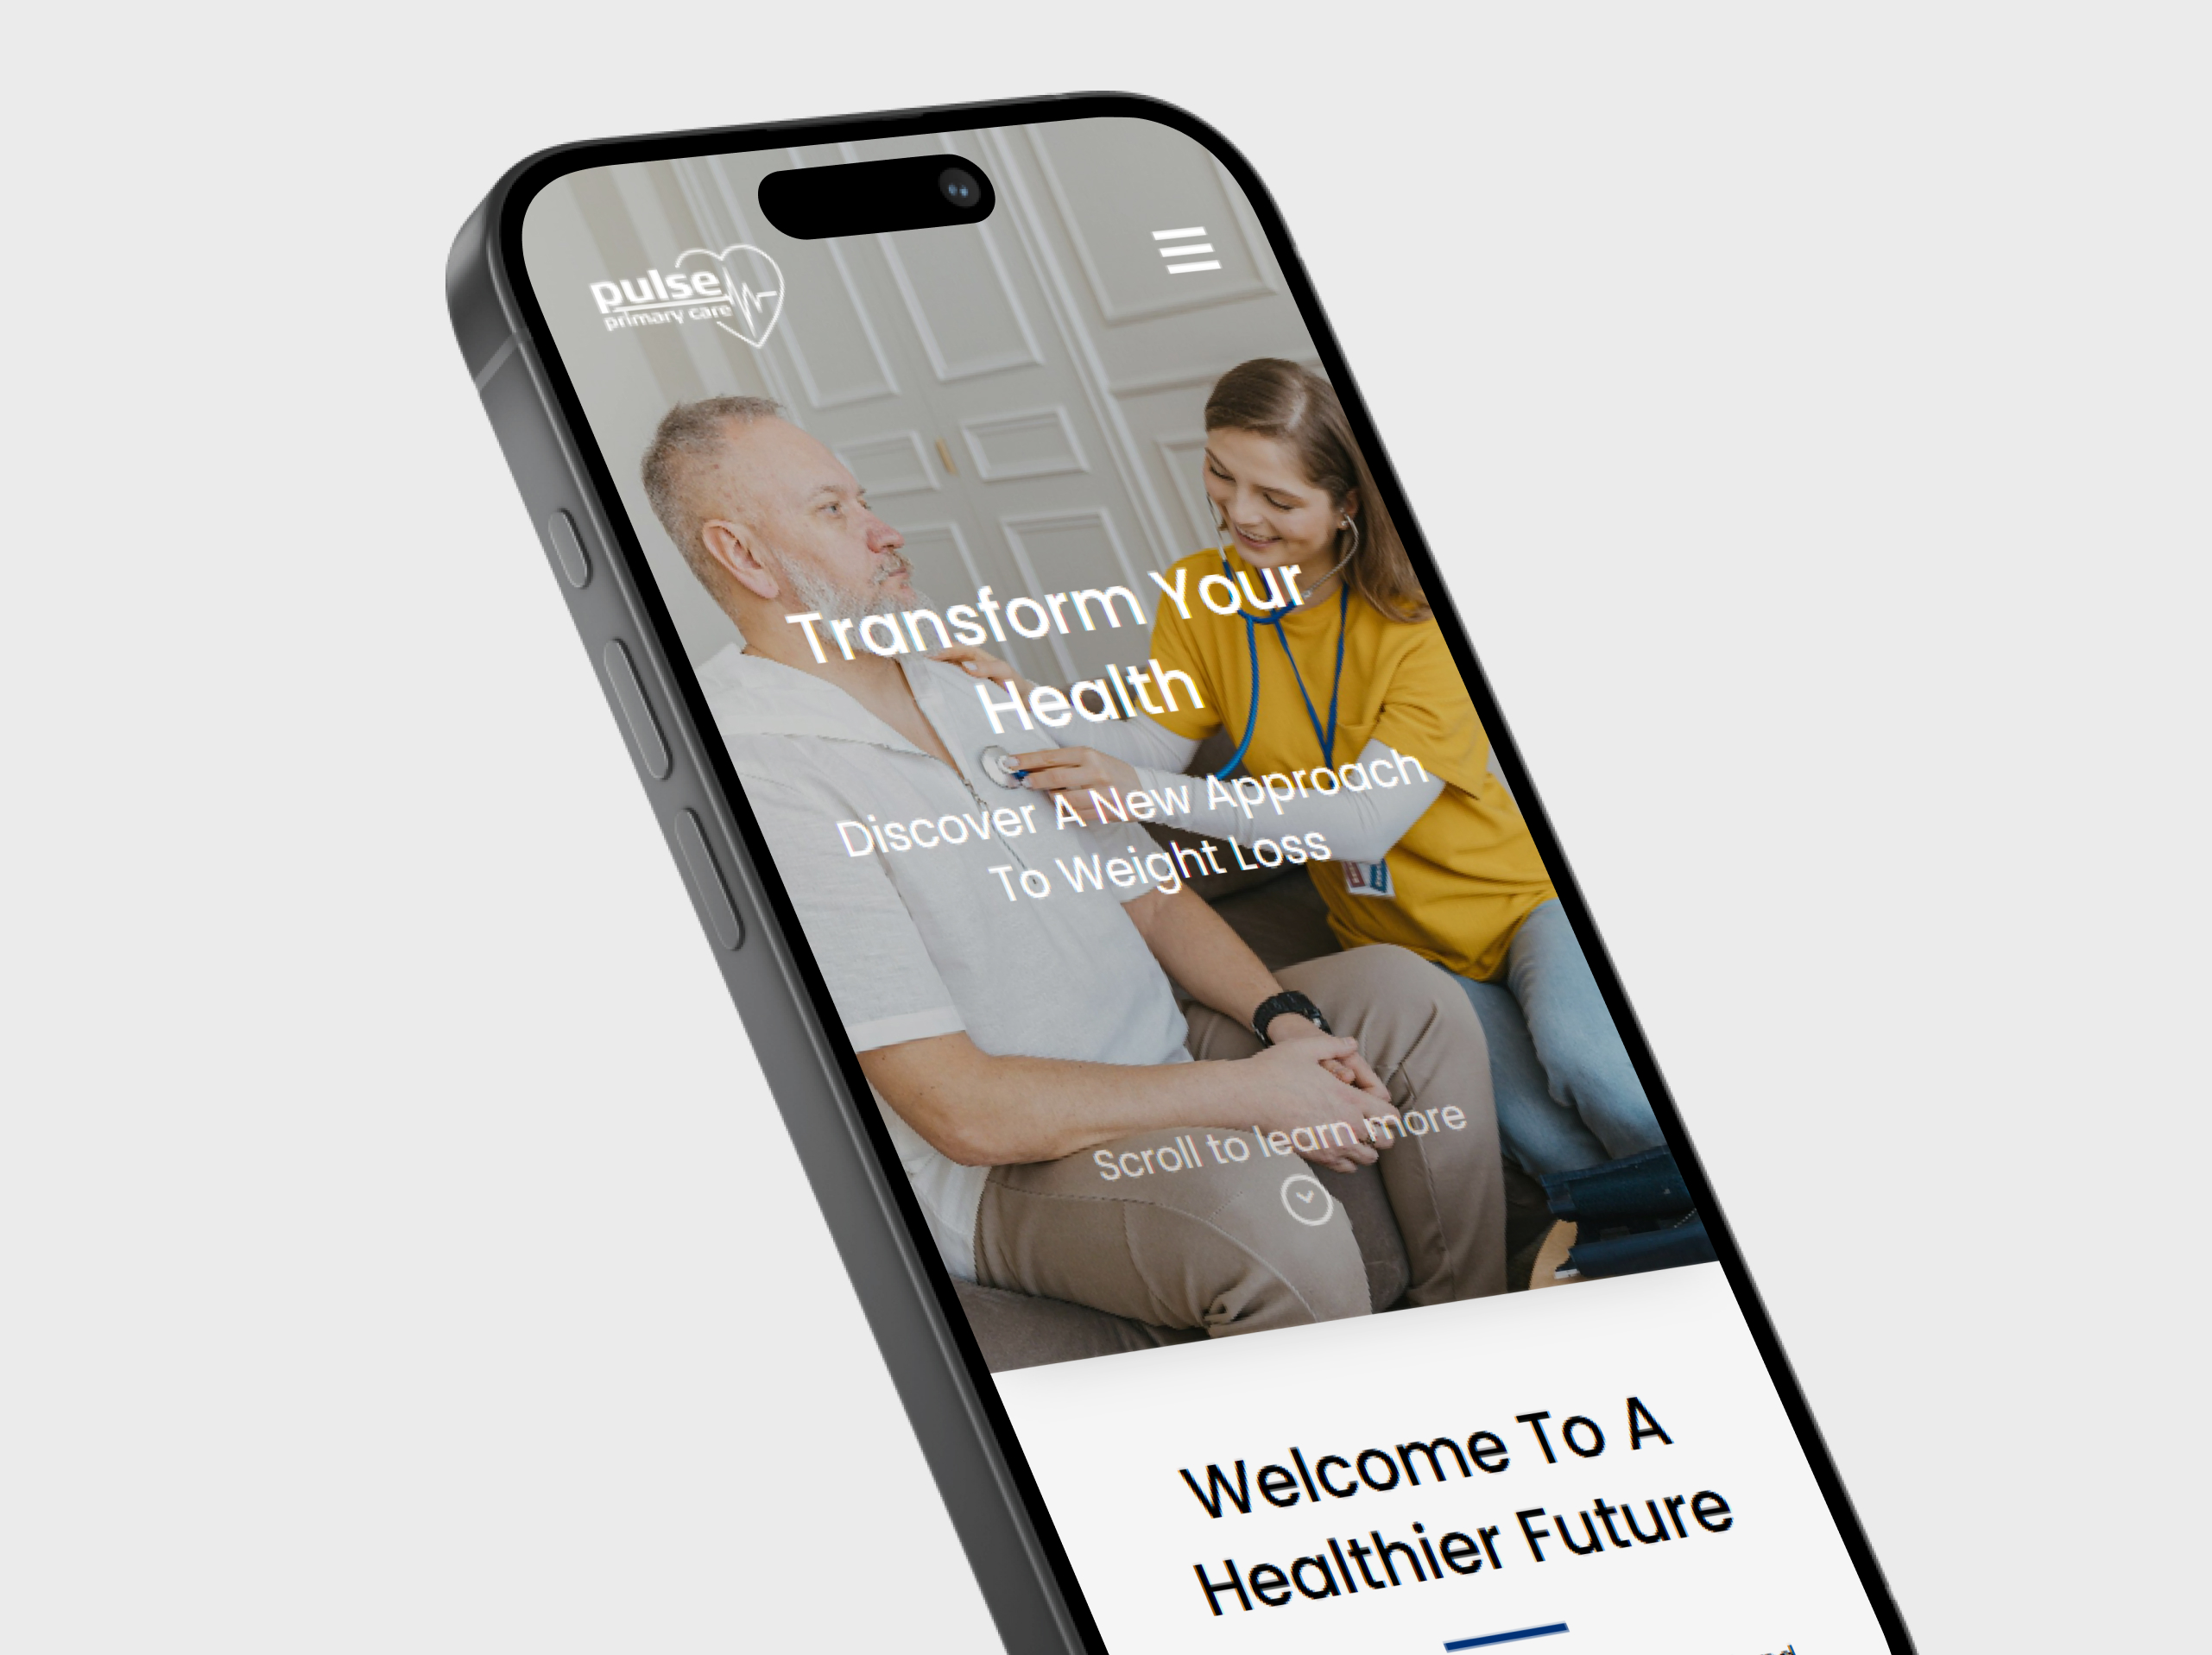 pulse
primary care
Transform Your
Health
Discover A New Approach
To Weight Loss
Scroll to learn more
Welcome To A
Healthier Future